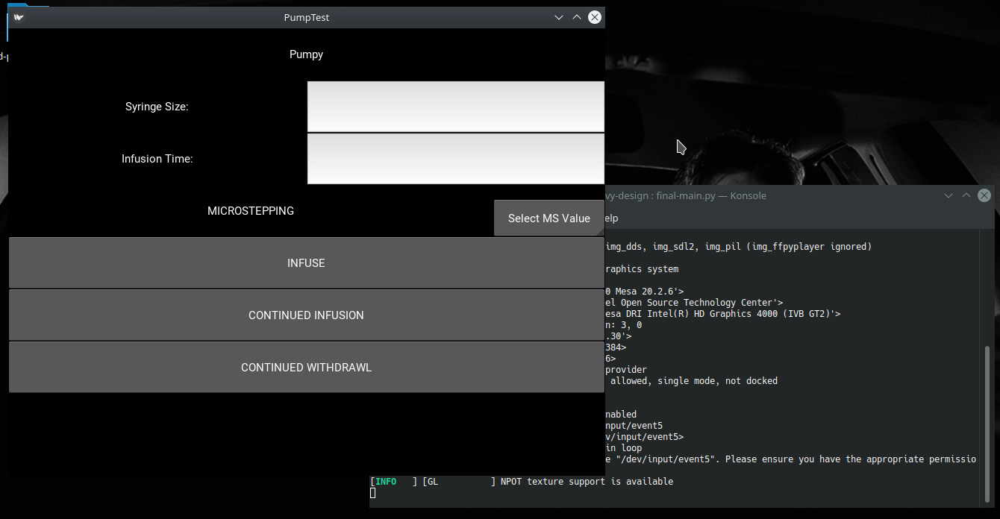 PumpTest
Pumpy
Syringe Size:
Infusion Time:
MICROSTEPPING
Select MS Value
INFUSE
CONTINUED INFUSION
CONTINUED WITHDRAWL
d-p
vy-design : final-main.py — Konsole
elp
img_dds, img_sdl2, img_pil (img_ffpyplayer ignored)
raphics system
0 Mesa 20.2.6'>
el Open Source Technology Center'>
esa DRI Intel(R) HD Graphics 4000 (IVB GT2)'>
n: 3, 0
.30'>
384>
6>
provider
allowed, single mode, not docked
nabled
nput/event5
v/input/event5>
in loop
e "/dev/input/event5". Please ensure you have the appropriate permissio
[INFO   ] [GL          ] NPOT texture support is available